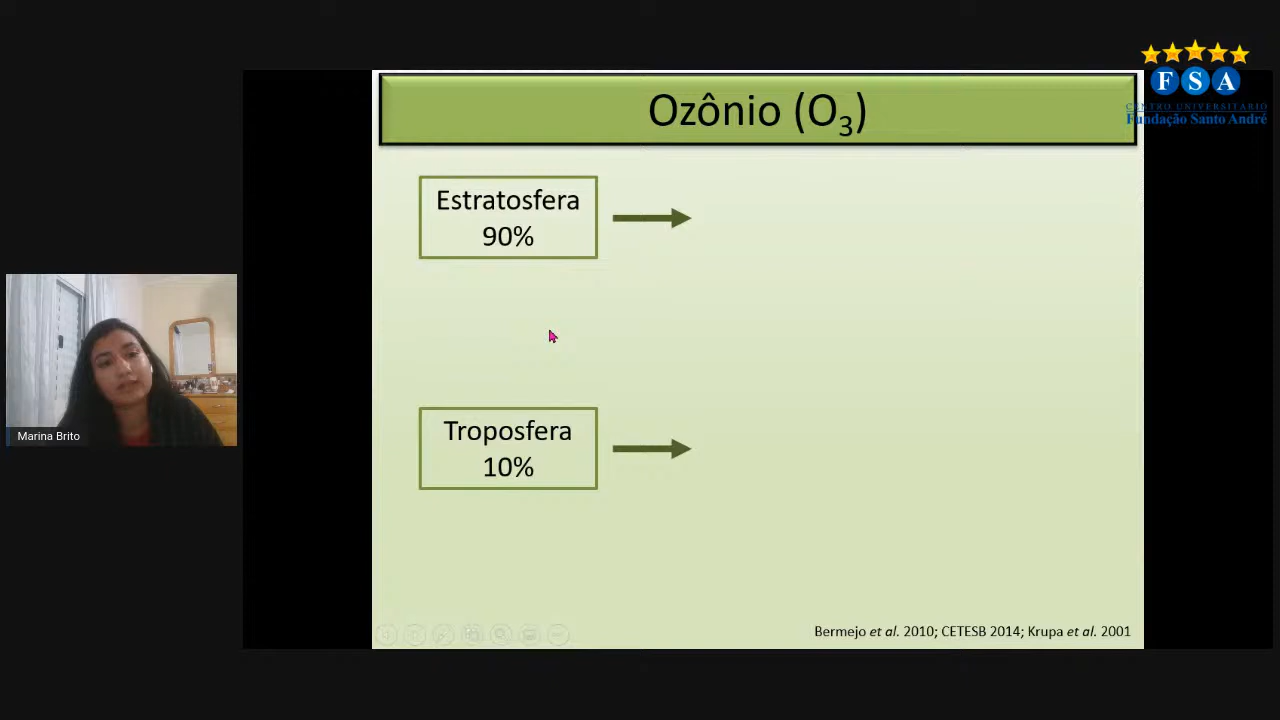 Ozônio (O3)
FSA
CENTRO UNIVERSITÁRIO
Fundação Santo André
Estratosfera
90%
Marina Brito
Troposfera
10%
Bermejo et al. 2010; CETESB 2014; Krupa et al. 2001